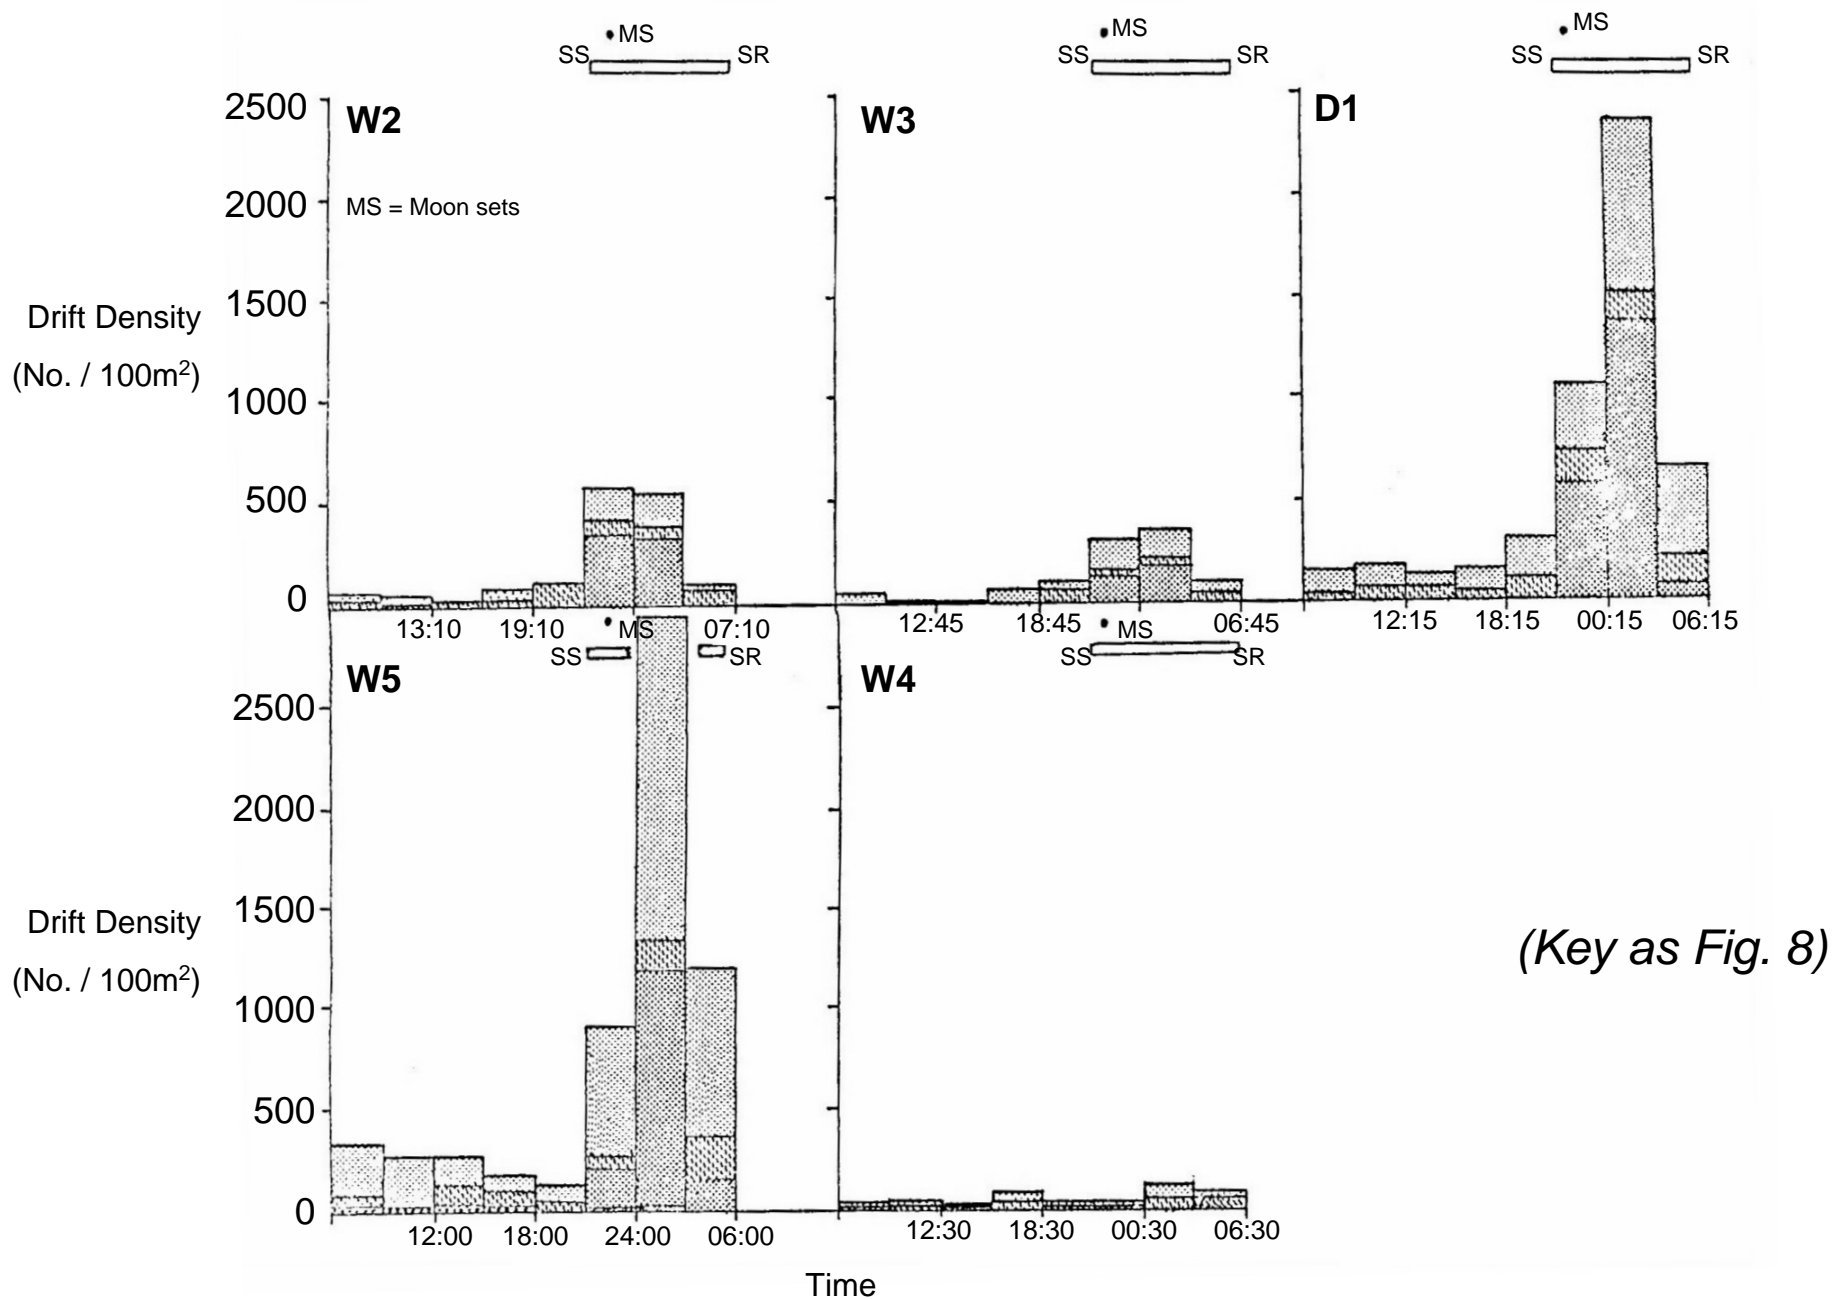 MS
SS
SR
MS
SS
SR
MS
SS
SR
2500
2000
1500
1000
500
0
Drift Density
(No. / 100m2)
W2
MS = Moon sets
W3
D1
13:10 19:10 07:10
12:45 18:45 06:45
12:15 18:15 00:15 06:15
MS
SS
SR
MS
SS
SR
W5
W4
2500
2000
1500
1000
500
0
Drift Density
(No. / 100m2)
(Key as Fig. 8)
12:00 18:00 24:00 06:00
12:30 18:30 00:30 06:30
Time